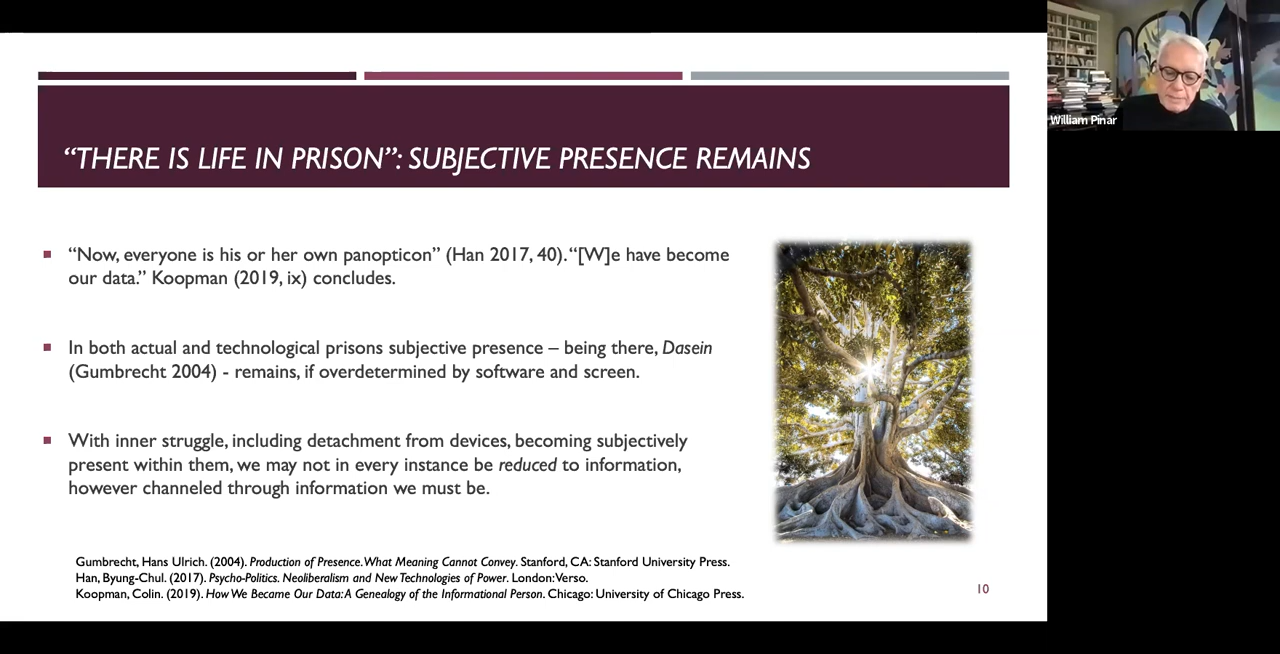 “THERE IS LIFE IN PRISON”: SUBJECTIVE PRESENCE REMAINS
“Now, everyone is his or her own panopticon” (Han 2017, 40). “[W]e have become
our data.” Koopman (2019, ix) concludes.
In both actual and technological prisons subjective presence – being there, Dasein
(Gumbrecht 2004) - remains, if overdetermined by software and screen.
With inner struggle, including detachment from devices, becoming subjectively
present within them, we may not in every instance be reduced to information,
however channeled through information we must be.
Gumbrecht, Hans Ulrich. (2004). Production of Presence. What Meaning Cannot Convey. Stanford, CA: Stanford University Press.
Han, Byung-Chul. (2017). Psycho-Politics. Neoliberalism and New Technologies of Power. London: Verso.
Koopman, Colin. (2019). How We Became Our Data: A Genealogy of the Informational Person. Chicago: University of Chicago Press.
10
William Pinar